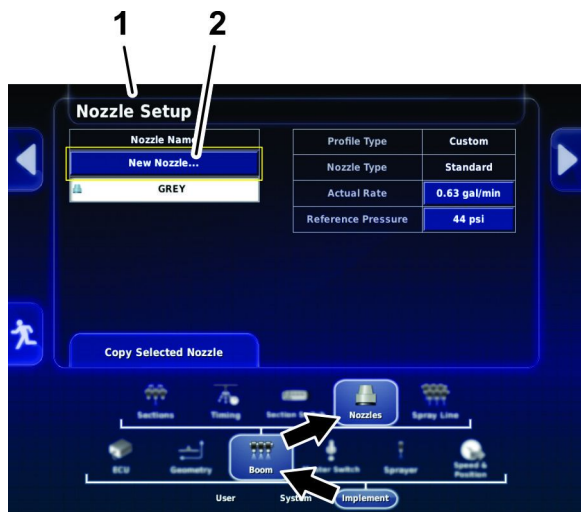 1 2
Nozzle Setup
Nozzle Name
New Nozzle...
GREY
Profile Type Custom
Nozzle Type Standard
Actual Rate 0.63 gal/min
Reference Pressure 44 psi
Copy Selected Nozzle
Sections Timing Section Nozzles Spray Line
ECU Geometry Boom Switch Sprayer Speed & Position
User System Implement